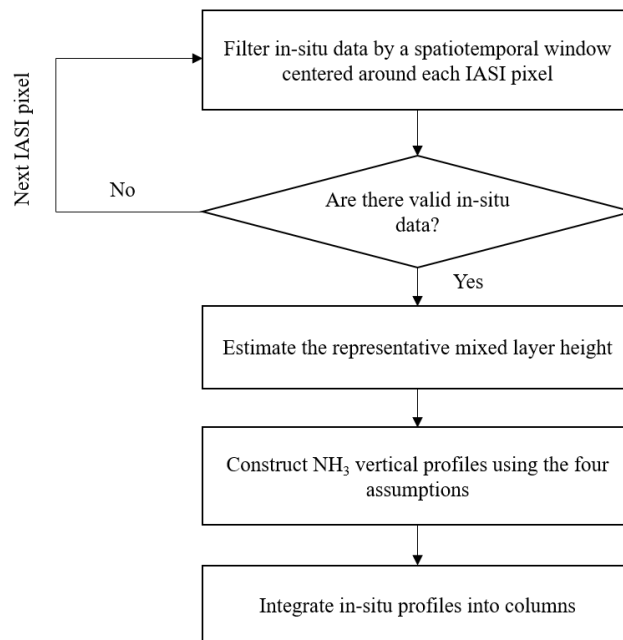 Filter in-situ data by a spatiotemporal window
centered around each IASI pixel
Next IASI pixel
No
Are there valid in-situ
data?
Yes
Estimate the representative mixed layer height
Construct NH₃ vertical profiles using the four
assumptions
Integrate in-situ profiles into columns